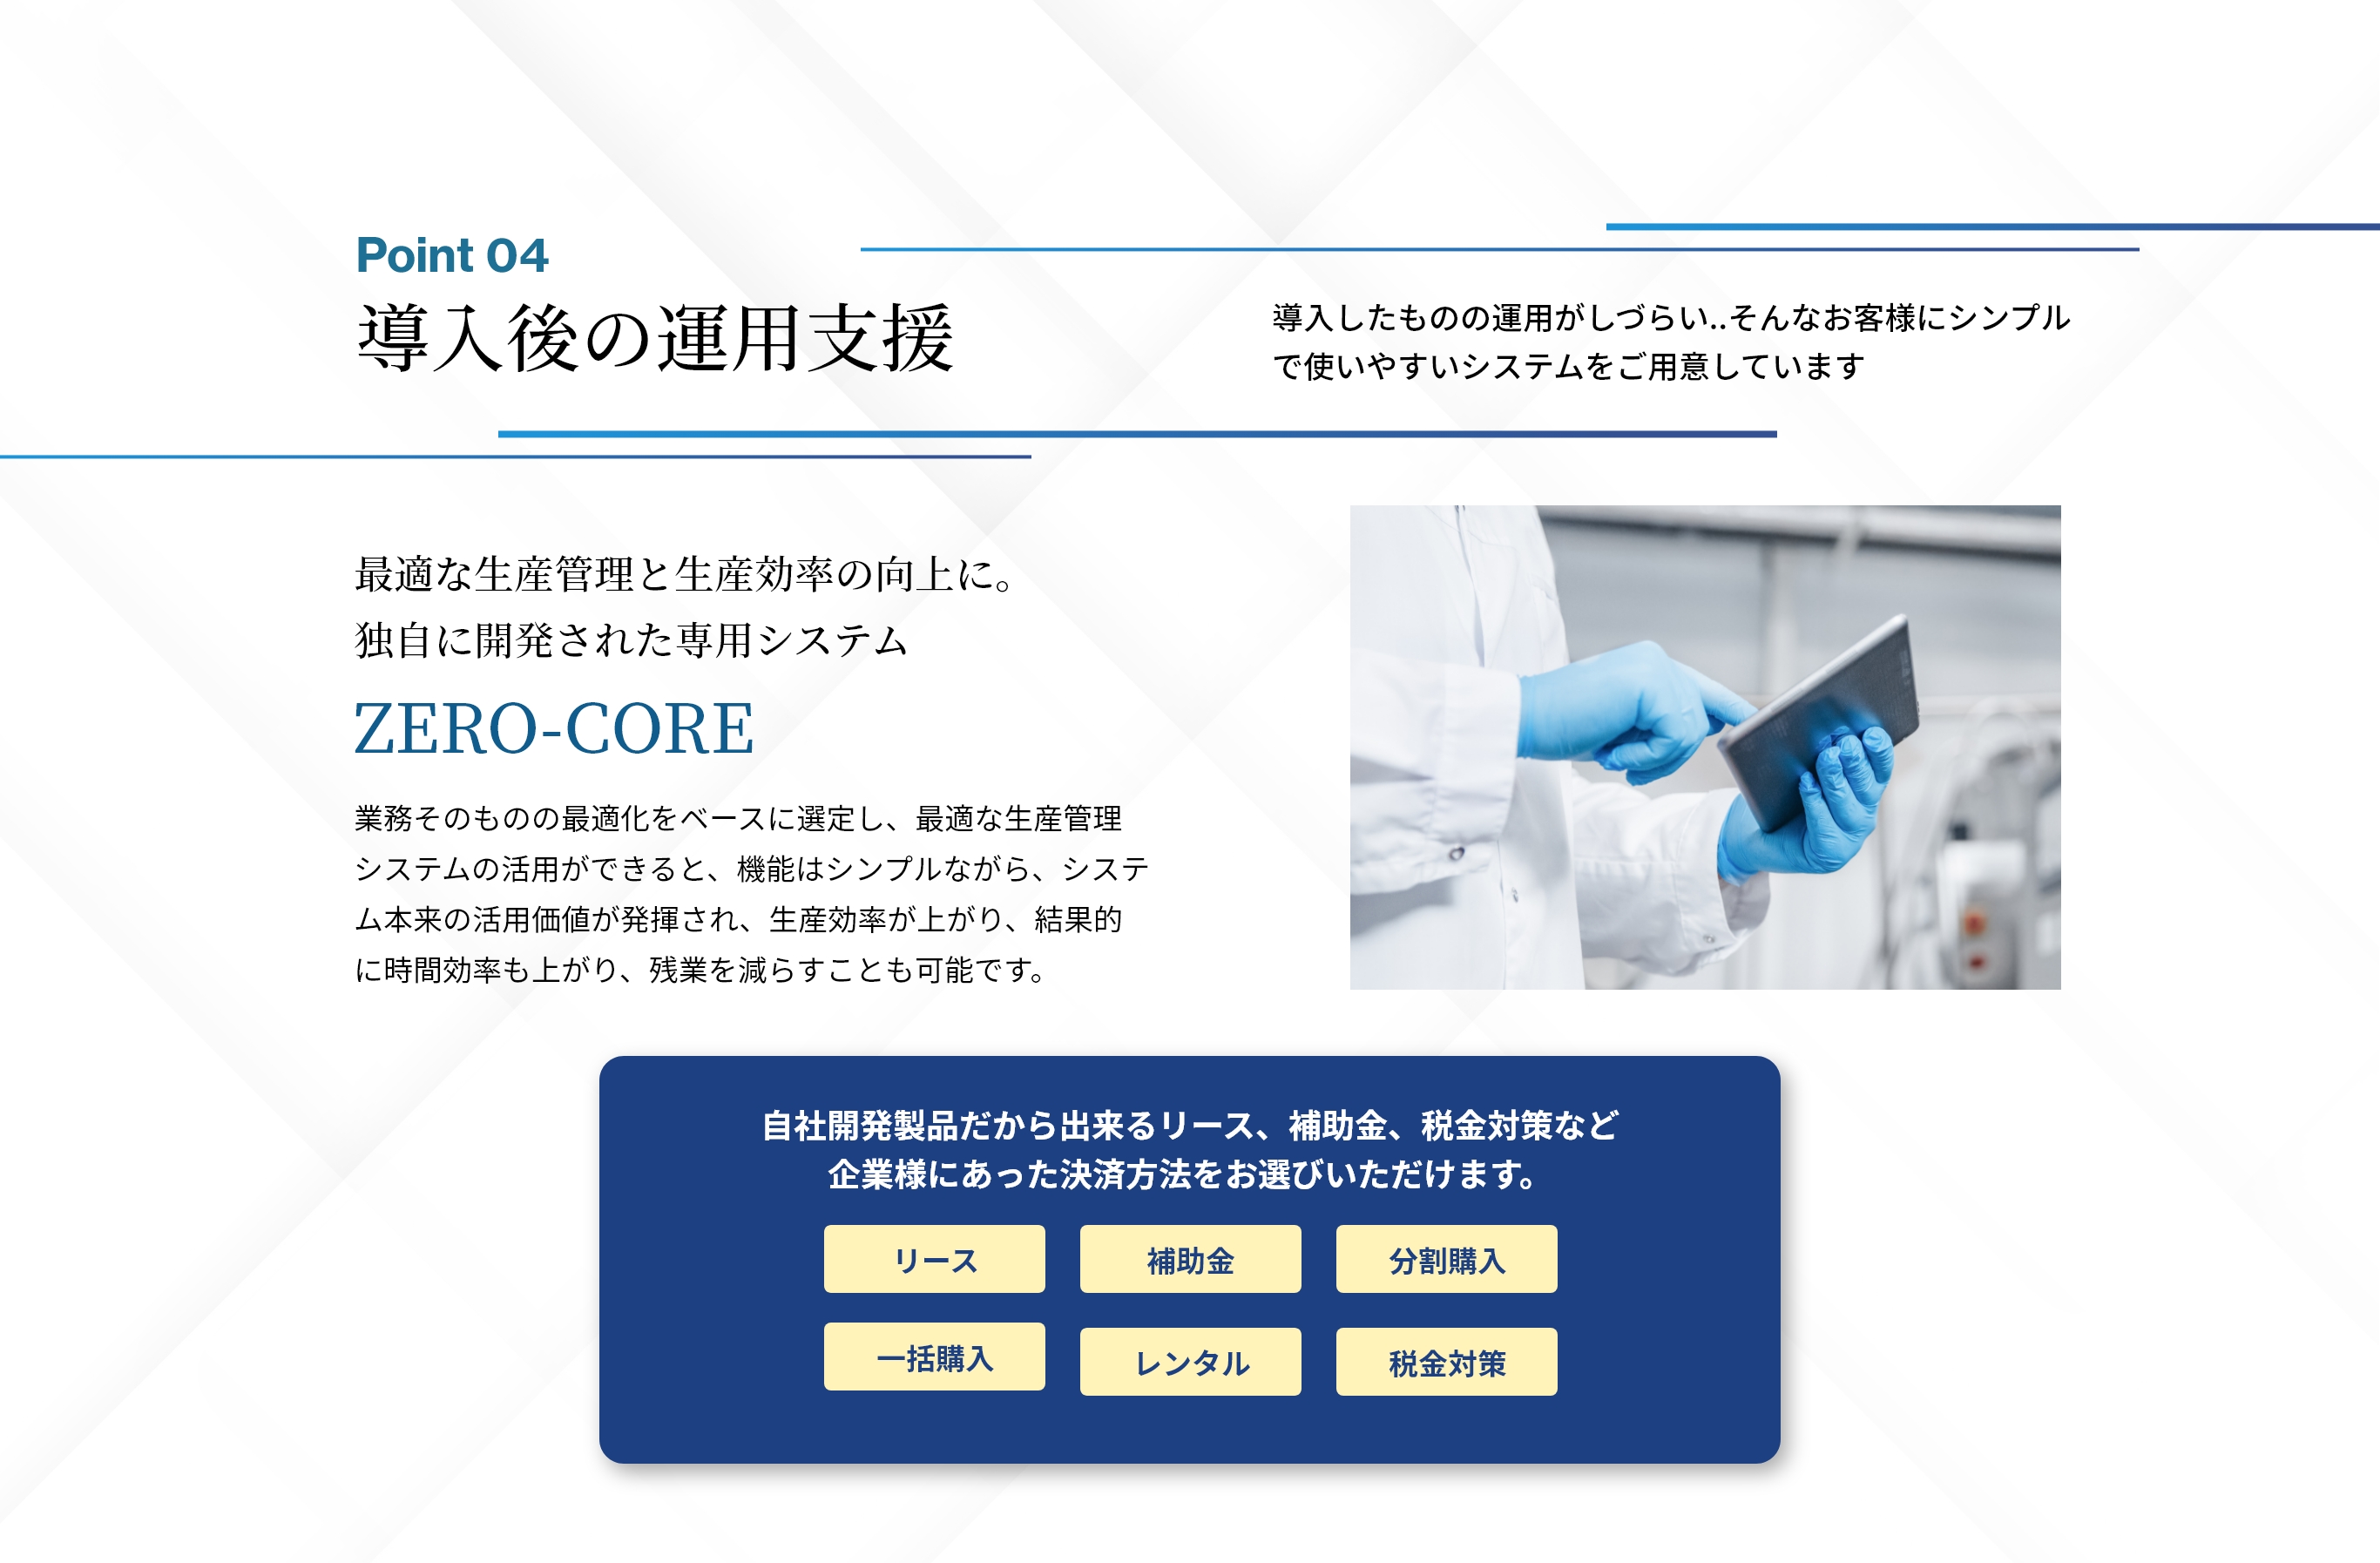 Point 04
導入後の運用支援
導入したものの運用がしづらい..そんなお客様にシンプル
で使いやすいシステムをご用意しています
最適な生産管理と生産効率の向上に。
独自に開発された専用システム
ZERO-CORE
業務そのものの最適化をベースに選定し、最適な生産管理
システムの活用ができると、機能はシンプルながら、システ
ム本来の活用価値が発揮され、生産効率が上がり、結果的
に時間効率も上がり、残業を減らすことも可能です。
自社開発製品だから出来るリース、補助金、税金対策など
企業様にあった決済方法をお選びいただけます。
リース
補助金
分割購入
一括購入
レンタル
税金対策